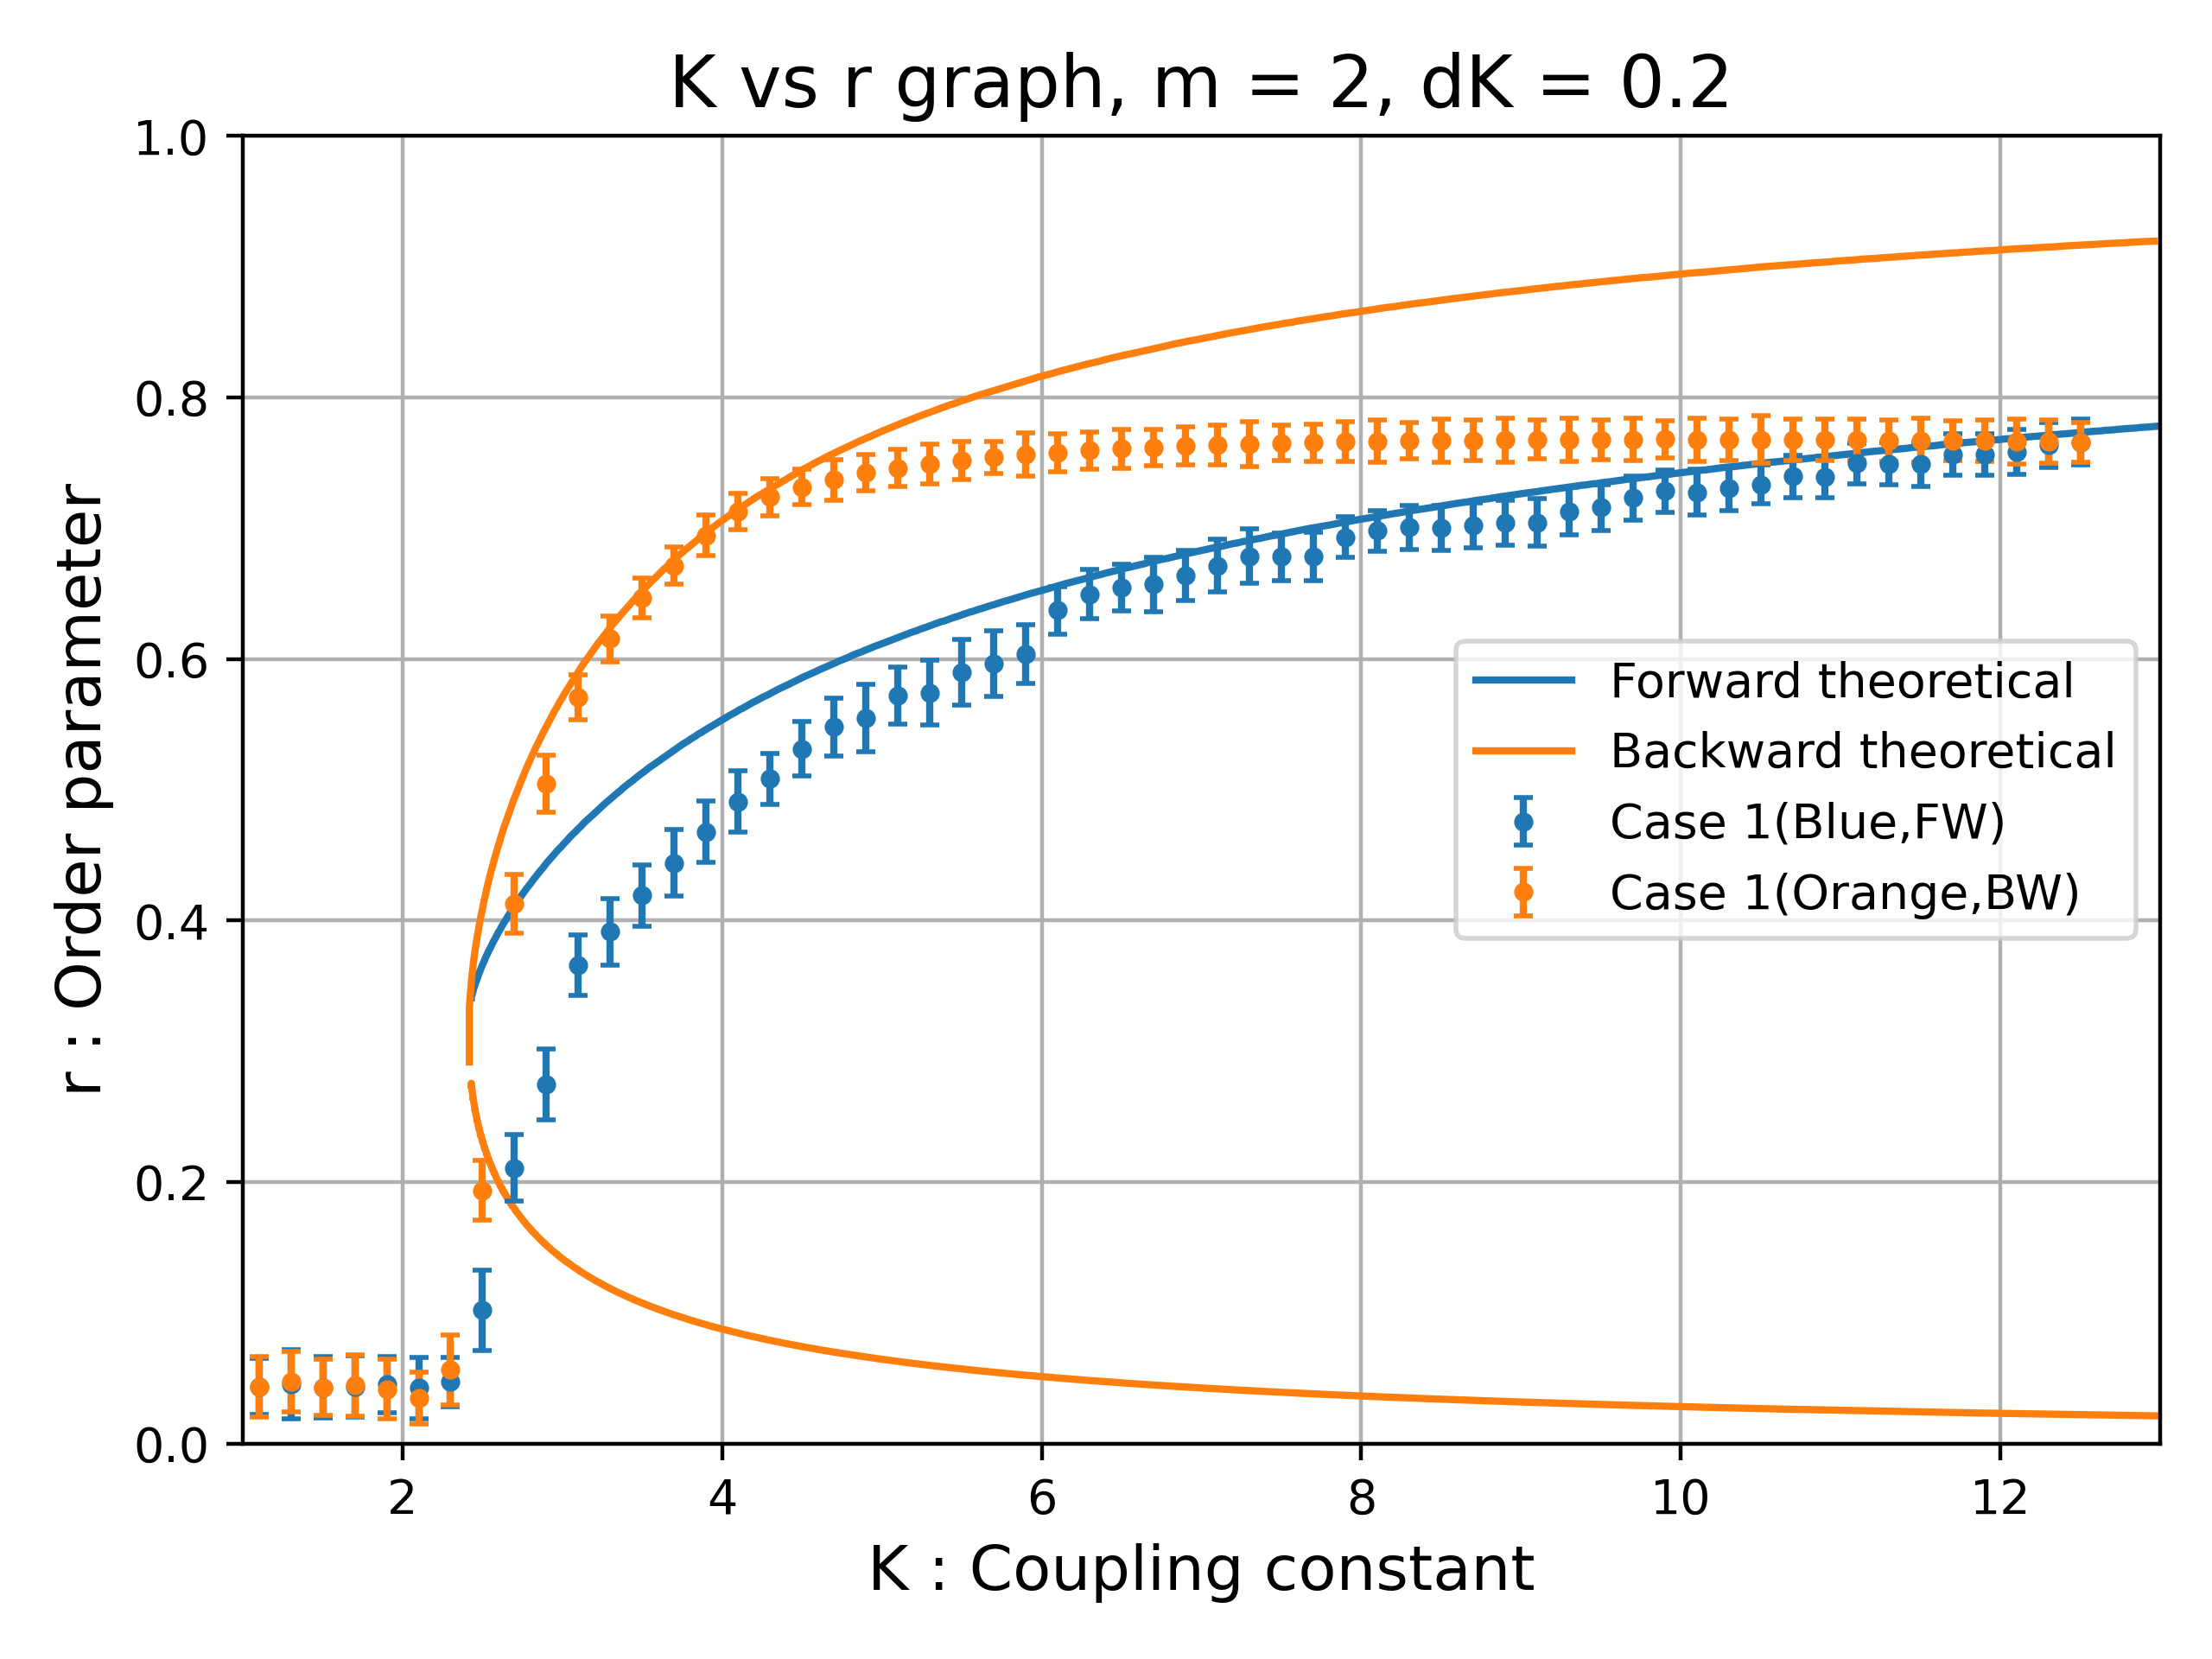 K vs r graph, m = 2, dK = 0.2
1.0
0.8
0.6
0.4
0.2
0.0
r : Order parameter
Forward theoretical
Backward theoretical
Case 1(Blue,FW)
Case 1(Orange,BW)
2 4 6 8 10 12
K : Coupling constant